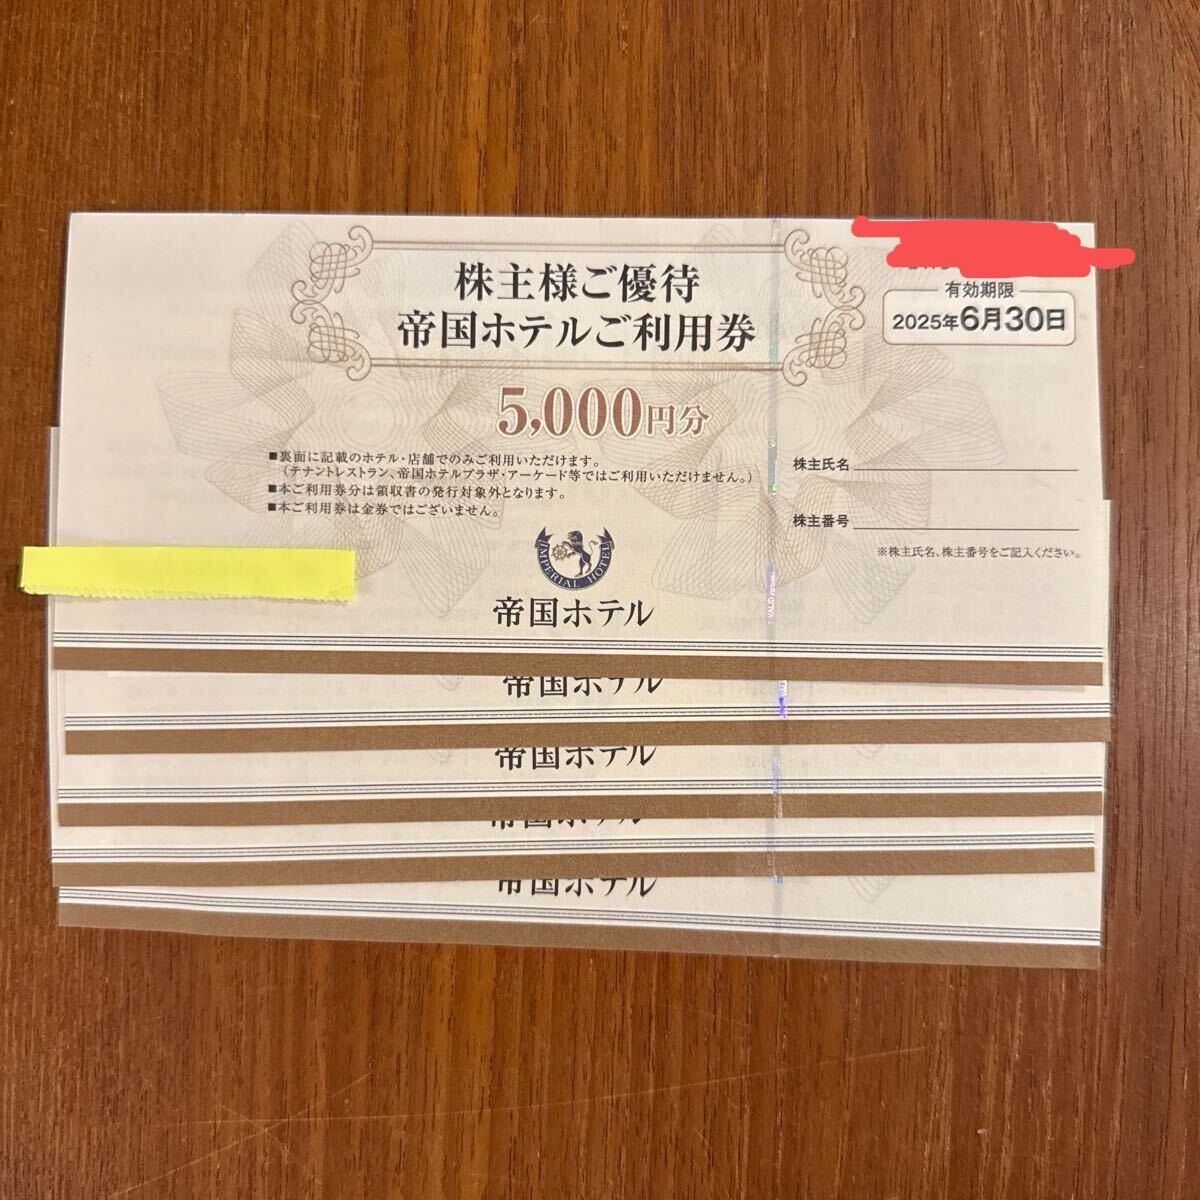 株主様ご優待
帝国ホテルご利用券
有効期限
2025年6月30日
5,000円分
■裏面に記載のホテル・店舗でのみご利用いただけます。
(テナントレストラン、帝国ホテルプラザ・アーケード等ではご利用いただけません。)
■本ご利用券分は領収書の発行対象外となります。
■本ご利用券は金券ではございません。
株主氏名
株主番号
※株主氏名、株主番号をご記入ください。
IMPERIAL HOTEL
帝国ホテル
帝国ホテル
帝国ホテル
帝国ホテル
帝国ホテル